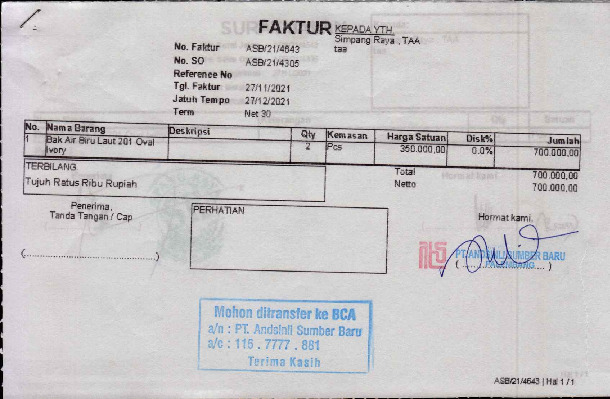 FAKTUR
KEPADA YTH
Simpang Raya , TAA
taa
No. Faktur ASB/21/4643
No. SO ASB/21/4305
Reference No
Tgl. Faktur 27/11/2021
Jatuh Tempo 27/12/2021
Term Net 30
No. Nama Barang Deskripsi Qty Kemasan Harga Satuan Disk% Jumlah
1 Bak Air Biru Laut 201 Oval 2 Pcs 350.000,00 0.0% 700.000,00
Ivory
TERBILANG
Tujuh Ratus Ribu Rupiah
Total 700.000,00
Netto 700.000,00
Penerima,
Tanda Tangan / Cap
(.................................)
PERHATIAN
Hormat kami,
PT. ANDSINLI SUMBER BARU
(.......................)
Mohon ditransfer ke BCA
a/n : PT. Andsinli Sumber Baru
a/c : 115 . 7777 . 881
Terima Kasih
ASB/21/4643 | Hal 1 / 1